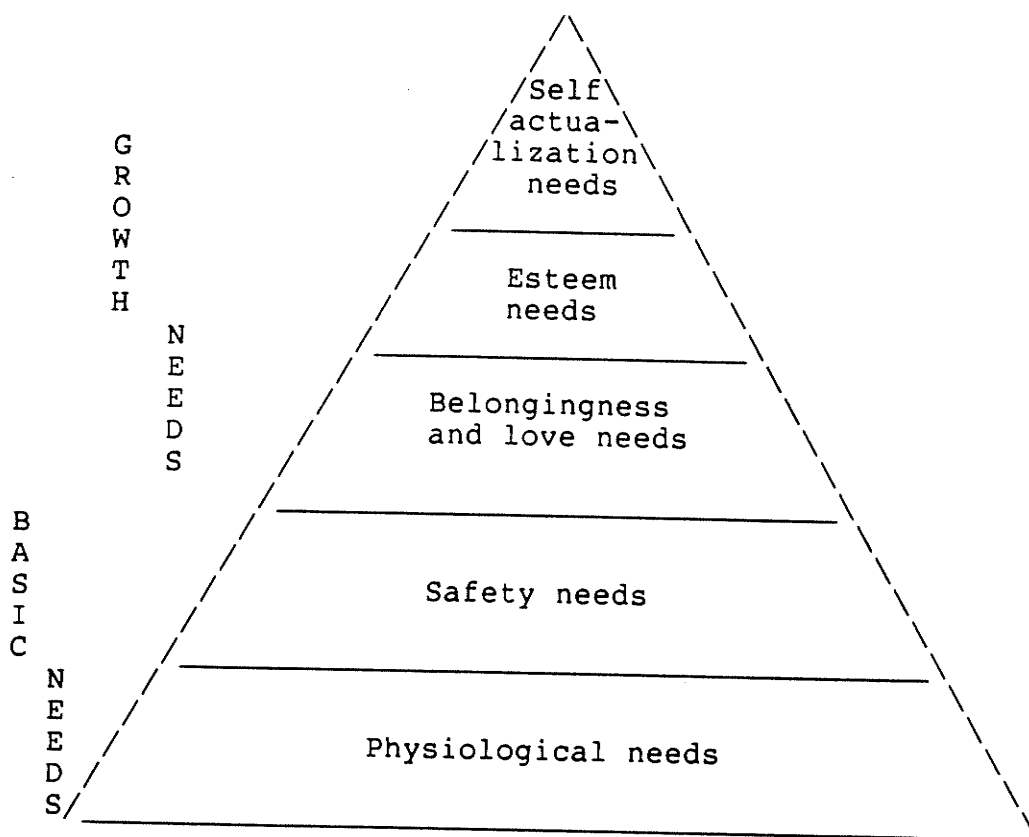 Self
actua-
lization
needs
GROWTH
NEEDS
Esteem
needs
Belongingness
and love needs
BASIC
NEEDS
Safety needs
Physiological needs